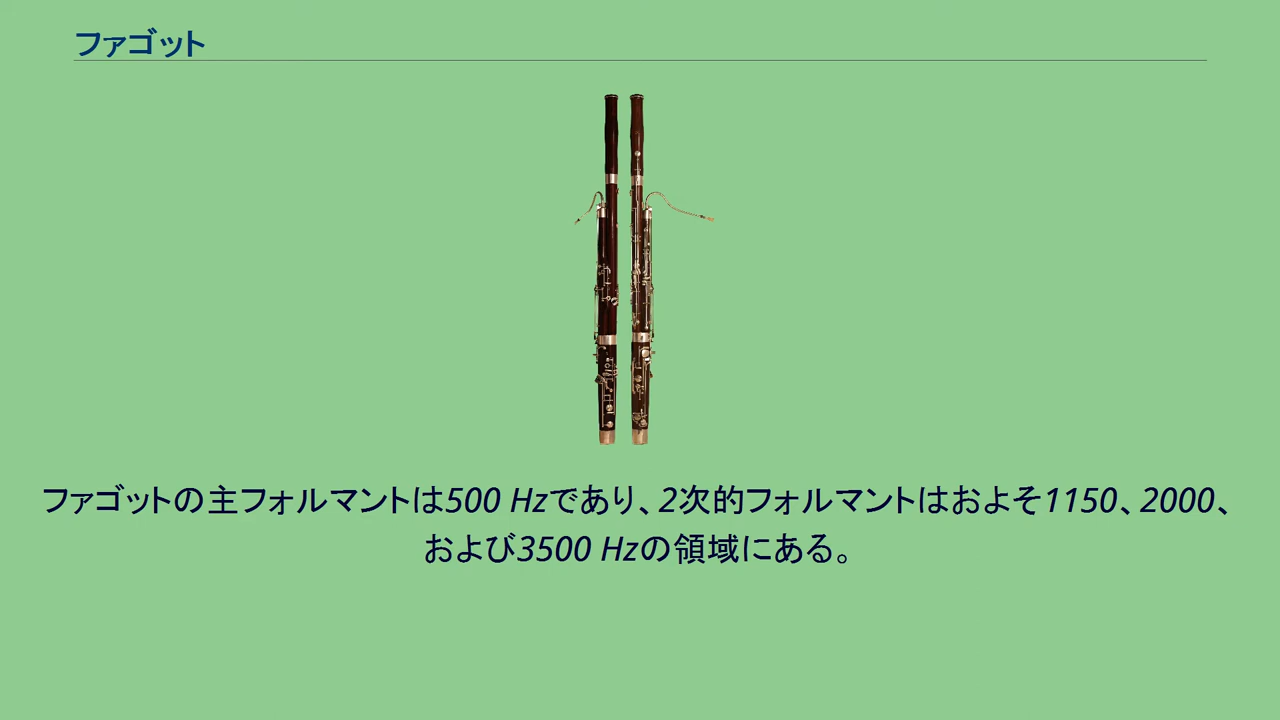 ファゴット
ファゴットの主フォルマントは500 Hzであり、2次的フォルマントはおよそ1150、2000、
および3500 Hzの領域にある。